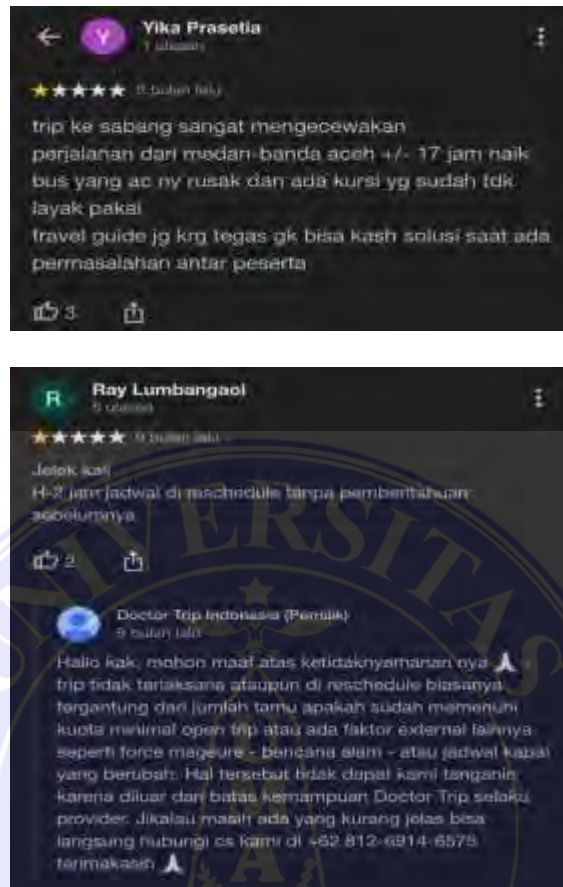 Yika Prasetia
1 ulasan
trip ke sabang sangat mengecewakan
perjalanan dari medan-banda aceh +/- 17 jam naik
bus yang ac ny rusak dan ada kursi yg sudah tdk
layak pakai
travel guide jg krg tegas gk bisa kash solusi saat ada
permasalahan antar peserta
3
R
Ray Lumbangaol
5 ulasan
9 bulan lalu
Jelek kali
H-2 jam jadwal di reschedule tanpa pemberitahuan
sebelumnya
2
Doctor Trip Indonesia (Pemilik)
9 bulan lalu
Hallo kak, mohon maaf atas ketidaknyamanan nya 🙏
trip tidak terlaksana ataupun di reschedule biasanya
tergantung dari jumlah tamu apakah sudah memenuhi
kuota minimal open trip atau ada faktor external lainnya
seperti force mageure - bencana alam - atau jadwal kapal
yang berubah. Hal tersebut tidak dapat kami tangani
karena diluar dari batas kemampuan Doctor Trip selaku
provider. Jikalau masih ada yang kurang jelas bisa
langsung hubungi cs kami di +62 812-6914-6575
terimakasih 🙏
ERSITAS
A